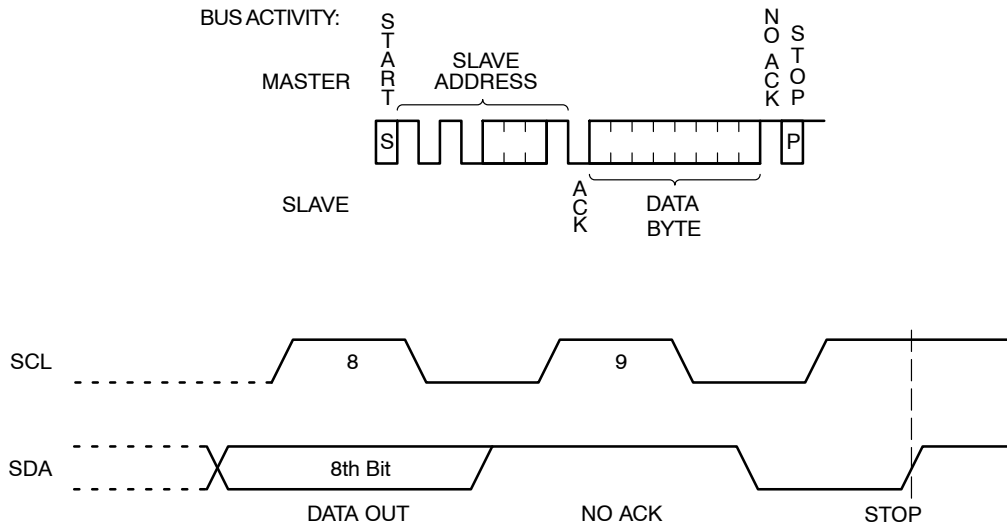 BUS ACTIVITY:
START
NO ACK
STOP
MASTER
SLAVE
ADDRESS
S
P
SLAVE
ACK
DATA
BYTE
SCL
8
9
SDA
8th Bit
DATA OUT
NO ACK
STOP